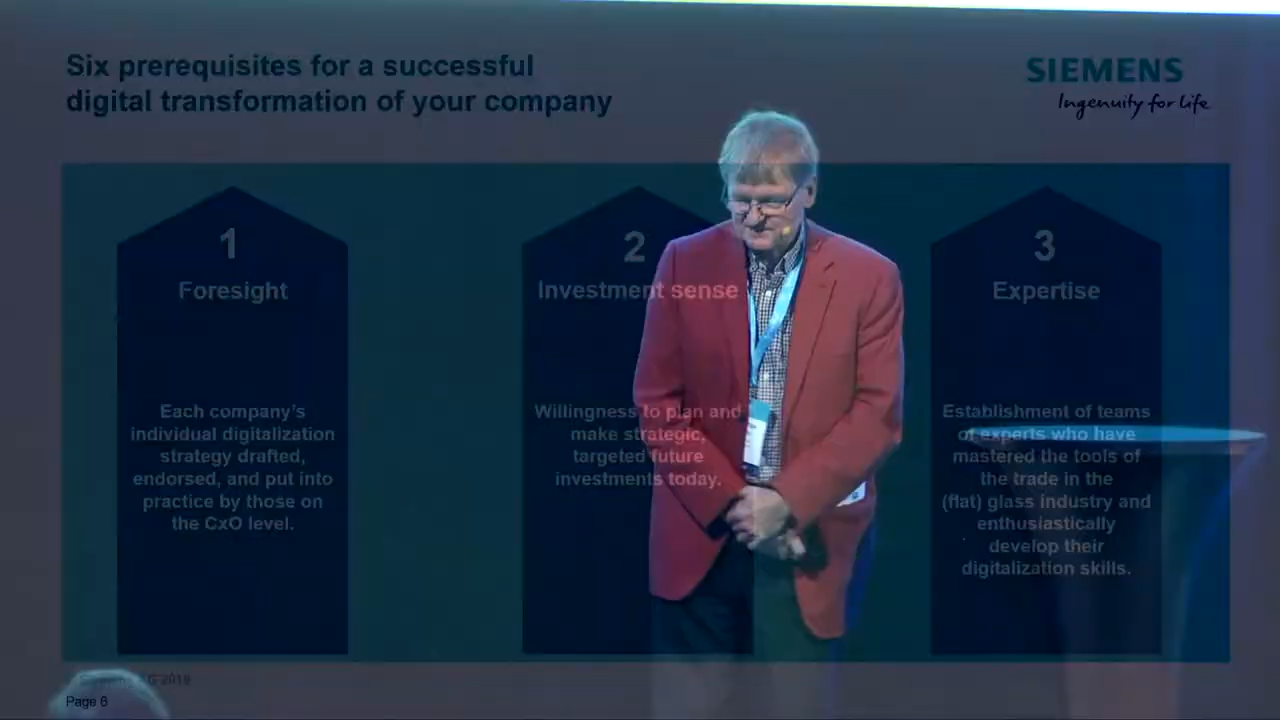 Six prerequisites for a successful
digital transformation of your company
SIEMENS
Ingenuity for life
1
Foresight
Each company's
individual digitalization
strategy drafted,
endorsed, and put into
practice by those on
the CxO level.
2
Investment sense
Willingness to plan and
make strategic,
targeted future
investments today.
3
Expertise
Establishment of teams
of experts who have
mastered the tools of
the trade in the
(flat) glass industry and
enthusiastically
develop their
digitalization skills.
Page 8